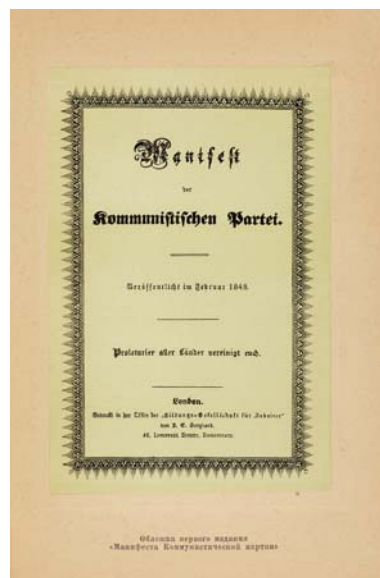 Manifest
der
Kommunistischen Partei.
Veröffentlicht im Februar 1848.
Proletarier aller Länder vereinigt euch.
London.
Gedruckt in der Office der „Bildungs-Gesellschaft für Arbeiter“
von J. E. Burghard.
46, Liverpool Street, Bishopsgate.
Обложка первого издания
«Манифеста Коммунистической партии»